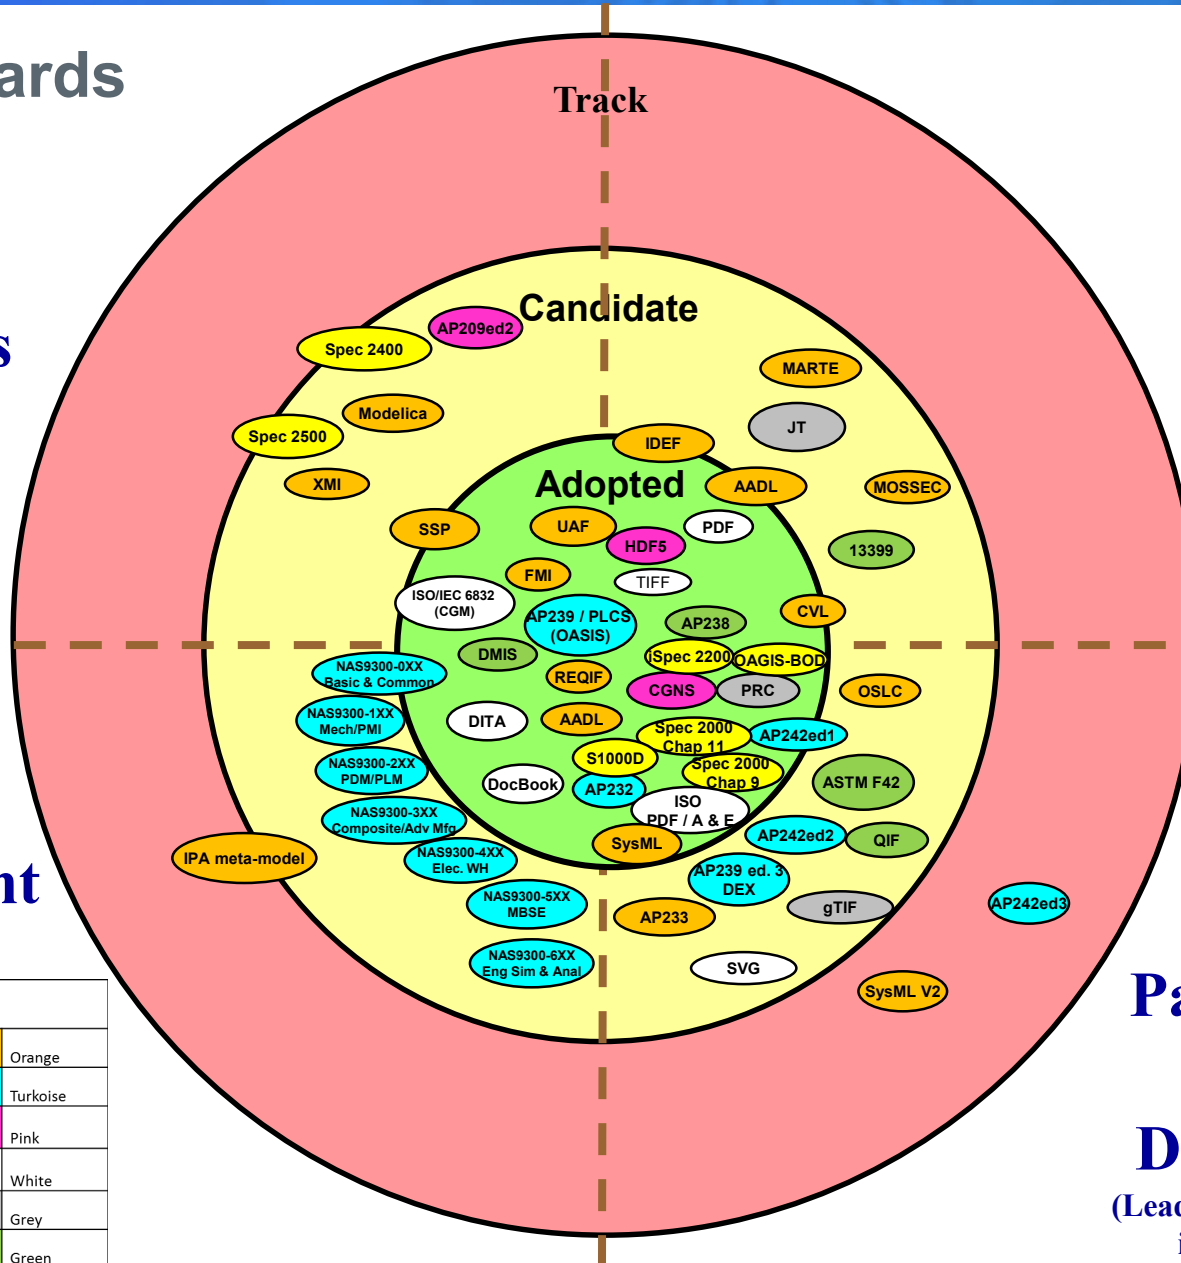 ards
Track
s
Candidate
AP209ed2
Spec 2400
MARTE
Modelica
JT
Spec 2500
IDEF
XMI
Adopted
AADL
MOSSEC
SSP
UAF
PDF
HDF5
13399
FMI
TIFF
ISO/IEC 6832
(CGM)
AP239 / PLCS
(OASIS)
CVL
AP238
DMIS
iSpec 2200
OAGIS-BOD
NAS9300-0XX
Basic & Common
REQIF
CGNS
PRC
OSLC
NAS9300-1XX
Mech/PMI
DITA
AADL
Spec 2000
Chap 11
AP242ed1
S1000D
NAS9300-2XX
PDM/PLM
Spec 2000
Chap 9
DocBook
AP232
ASTM F42
ISO
PDF / A & E
NAS9300-3XX
Composite/Adv Mfg
SysML
AP242ed2
QIF
IPA meta-model
NAS9300-4XX
Elec. WH
nt
AP239 ed. 3
DEX
NAS9300-5XX
MBSE
AP233
gTIF
AP242ed3
NAS9300-6XX
Eng Sim & Anal
SVG
SysML V2
Pa
Orange
Turkoise
Pink
White
Grey
Green
D
(Lead
i